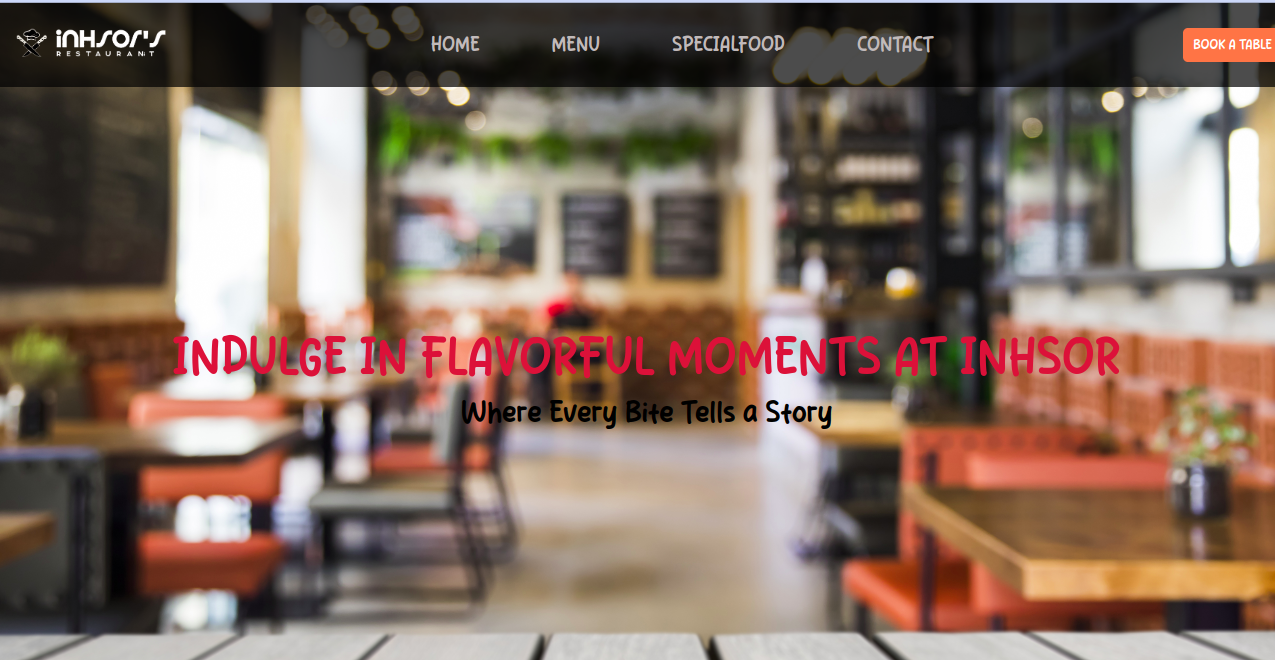 INHSOR'S
RESTAURANT
HOME
MENU
SPECIALFOOD
CONTACT
BOOK A TABLE
INDULGE IN FLAVORFUL MOMENTS AT INHSOR
Where Every Bite Tells a Story